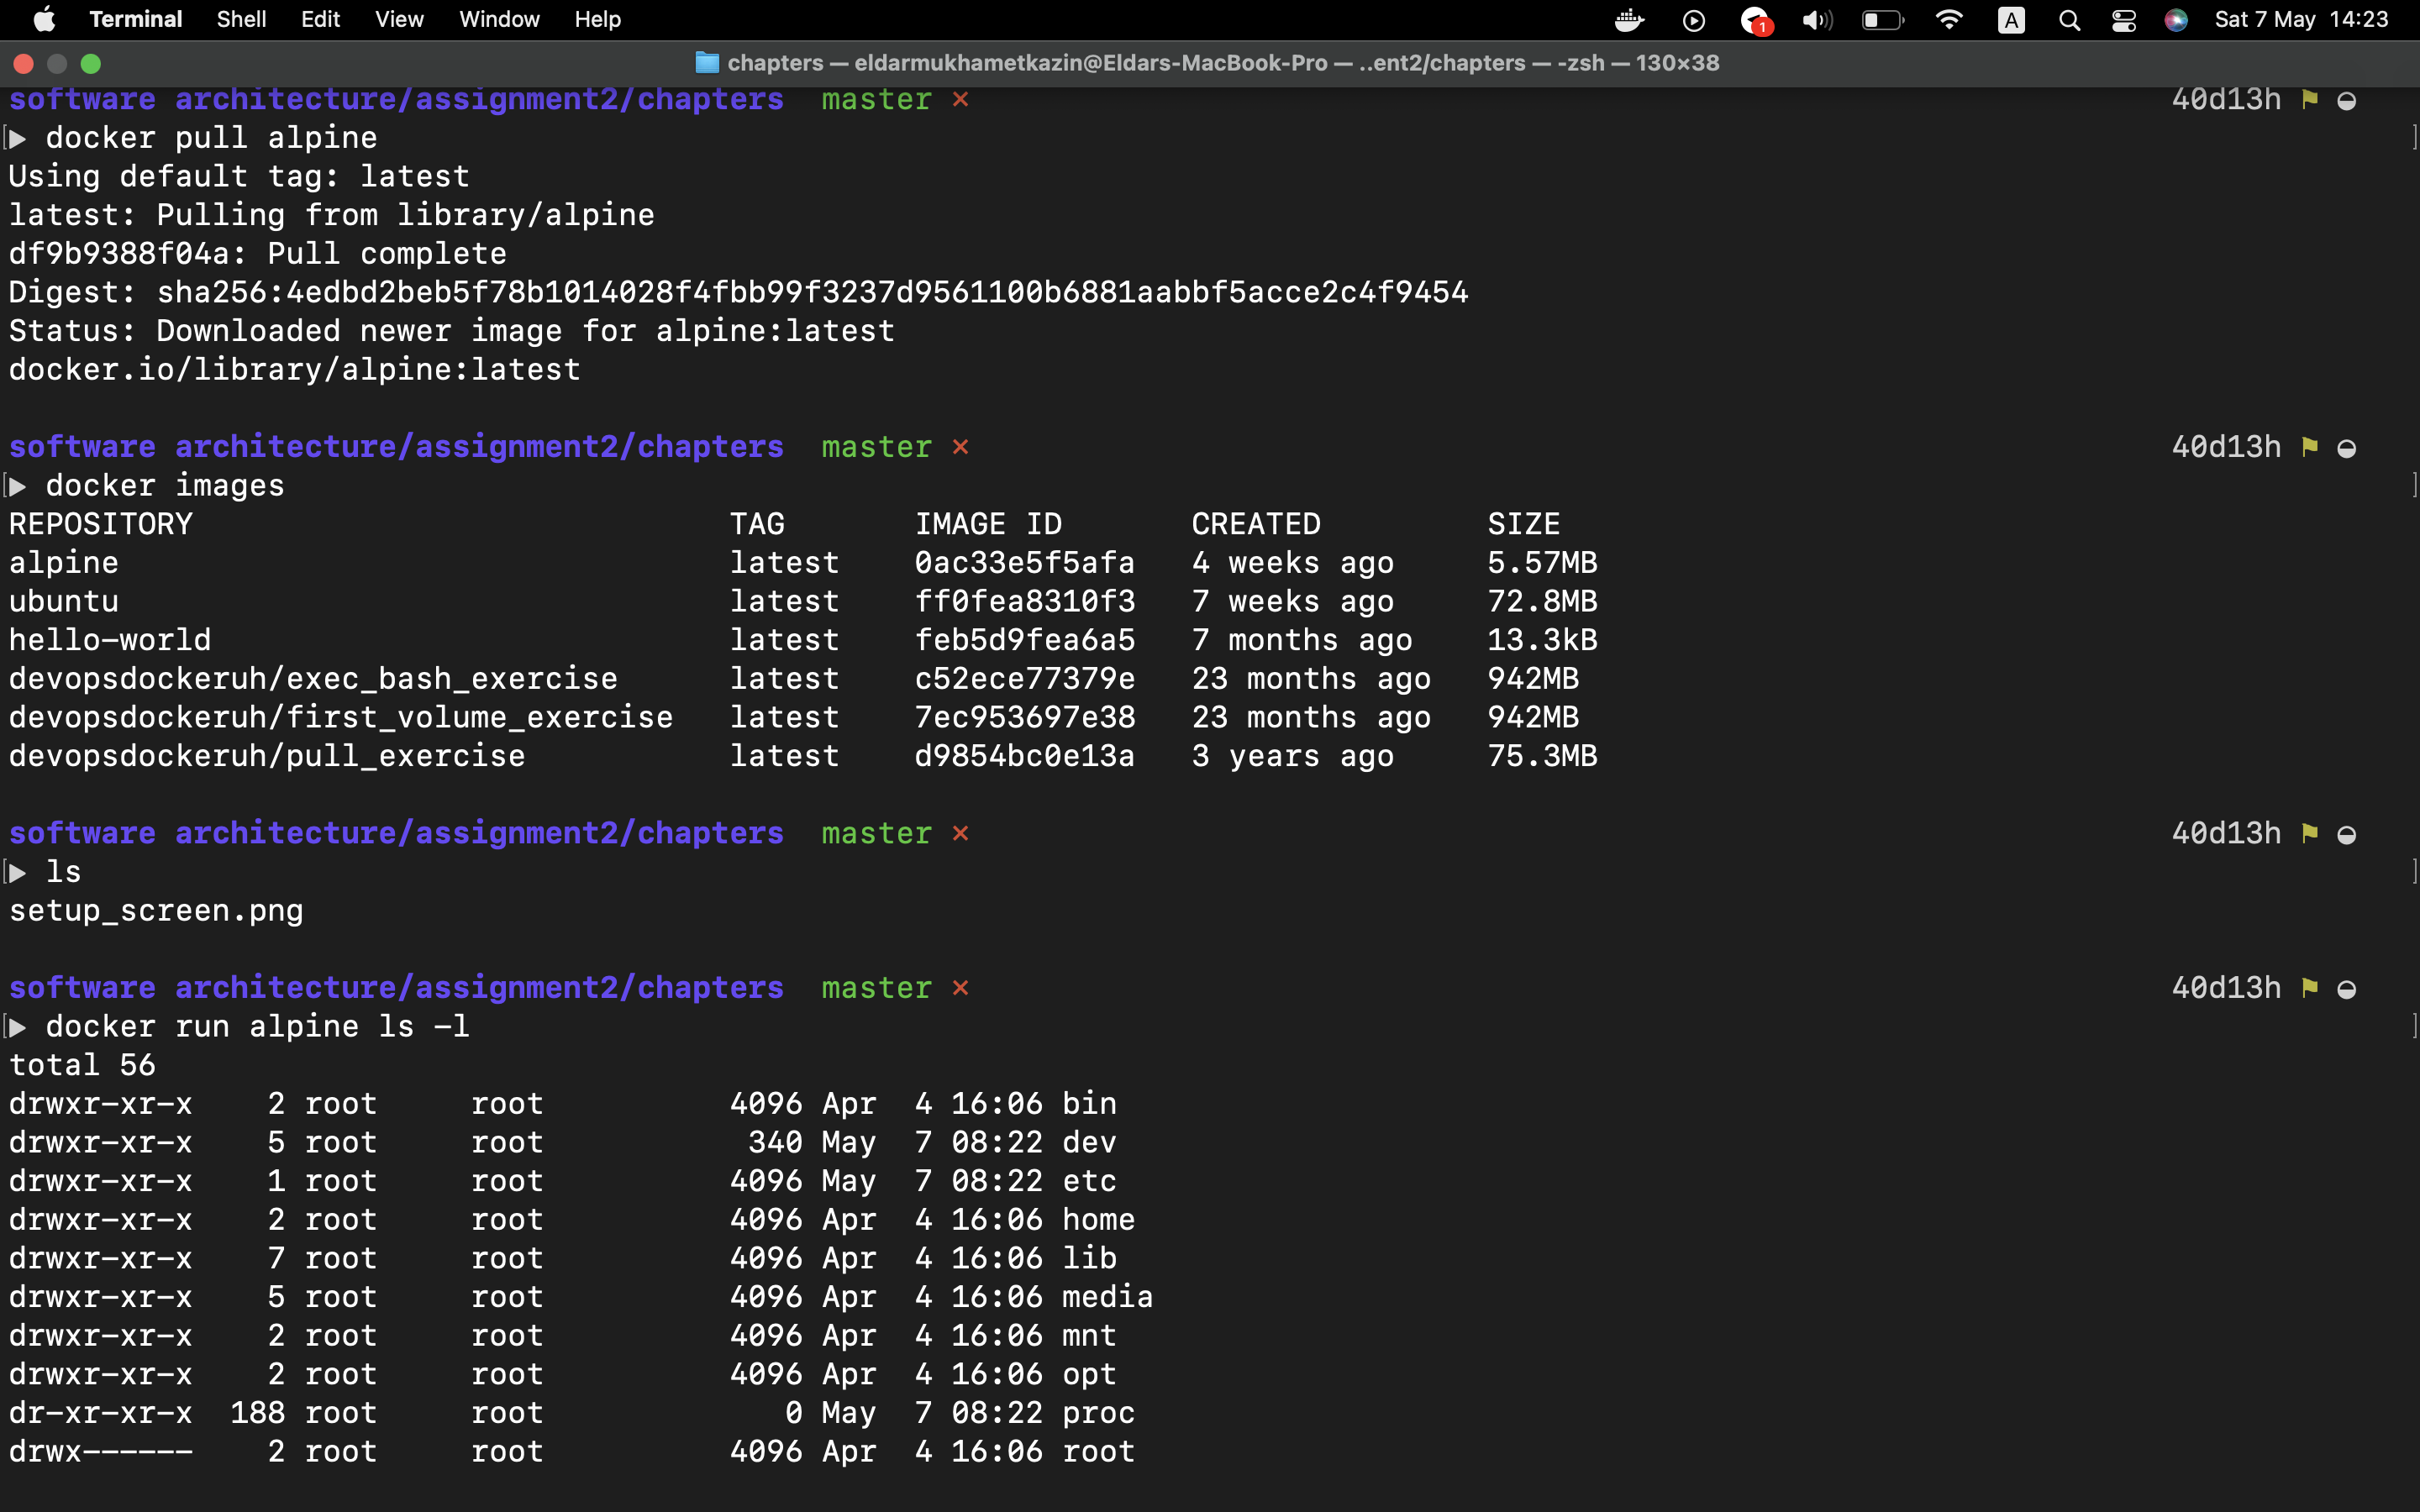 Terminal Shell Edit View Window Help 1 A Sat 7 May 14:23
chapters — eldarmukhametkazin@Eldars-MacBook-Pro — ..ent2/chapters — -zsh — 130×38
software architecture/assignment2/chapters master × 40d13h
▶ docker pull alpine
Using default tag: latest
latest: Pulling from library/alpine
df9b9388f04a: Pull complete
Digest: sha256:4edbd2beb5f78b1014028f4fbb99f3237d9561100b6881aabbf5acce2c4f9454
Status: Downloaded newer image for alpine:latest
docker.io/library/alpine:latest
software architecture/assignment2/chapters master × 40d13h
▶ docker images
REPOSITORY TAG IMAGE ID CREATED SIZE
alpine latest 0ac33e5f5afa 4 weeks ago 5.57MB
ubuntu latest ff0fea8310f3 7 weeks ago 72.8MB
hello-world latest feb5d9fea6a5 7 months ago 13.3kB
devopsdockeruh/exec_bash_exercise latest c52ece77379e 23 months ago 942MB
devopsdockeruh/first_volume_exercise latest 7ec953697e38 23 months ago 942MB
devopsdockeruh/pull_exercise latest d9854bc0e13a 3 years ago 75.3MB
software architecture/assignment2/chapters master × 40d13h
▶ ls
setup_screen.png
software architecture/assignment2/chapters master × 40d13h
▶ docker run alpine ls -l
total 56
drwxr-xr-x 2 root root 4096 Apr 4 16:06 bin
drwxr-xr-x 5 root root 340 May 7 08:22 dev
drwxr-xr-x 1 root root 4096 May 7 08:22 etc
drwxr-xr-x 2 root root 4096 Apr 4 16:06 home
drwxr-xr-x 7 root root 4096 Apr 4 16:06 lib
drwxr-xr-x 5 root root 4096 Apr 4 16:06 media
drwxr-xr-x 2 root root 4096 Apr 4 16:06 mnt
drwxr-xr-x 2 root root 4096 Apr 4 16:06 opt
dr-xr-xr-x 188 root root 0 May 7 08:22 proc
drwx------ 2 root root 4096 Apr 4 16:06 root